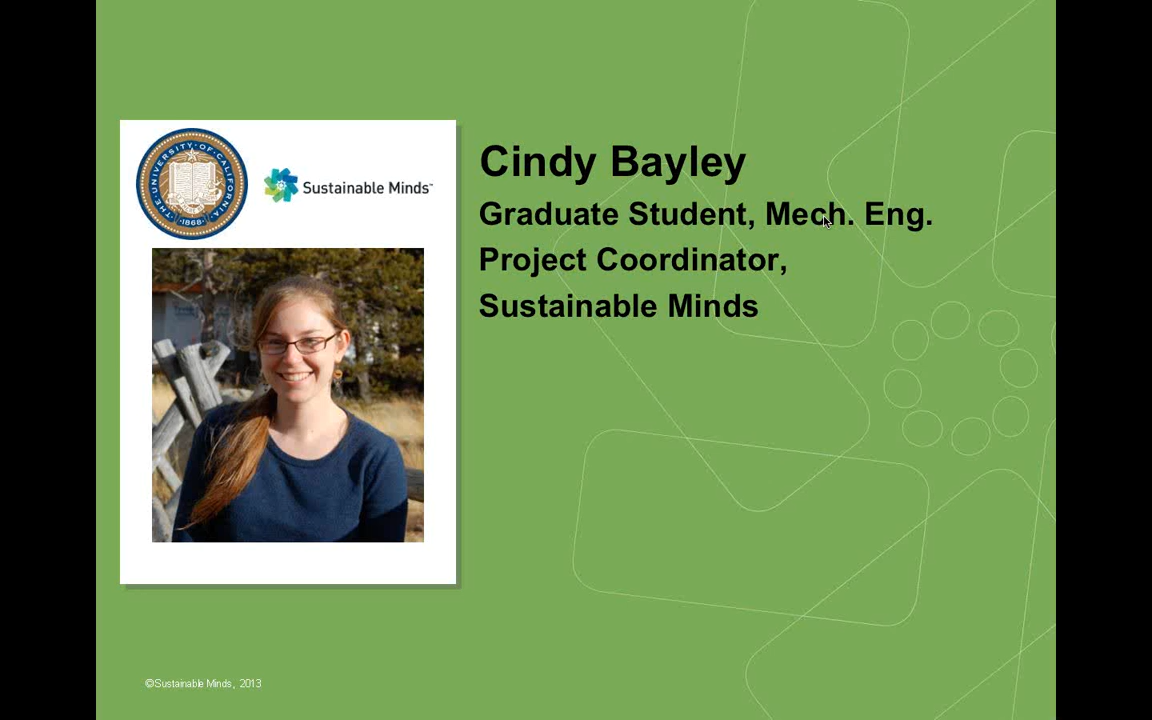 THE·UNIVERSITY·OF·CALIFORNIA
·1868·
Sustainable Minds™
Cindy Bayley
Graduate Student, Mech. Eng.
Project Coordinator,
Sustainable Minds
©Sustainable Minds, 2013